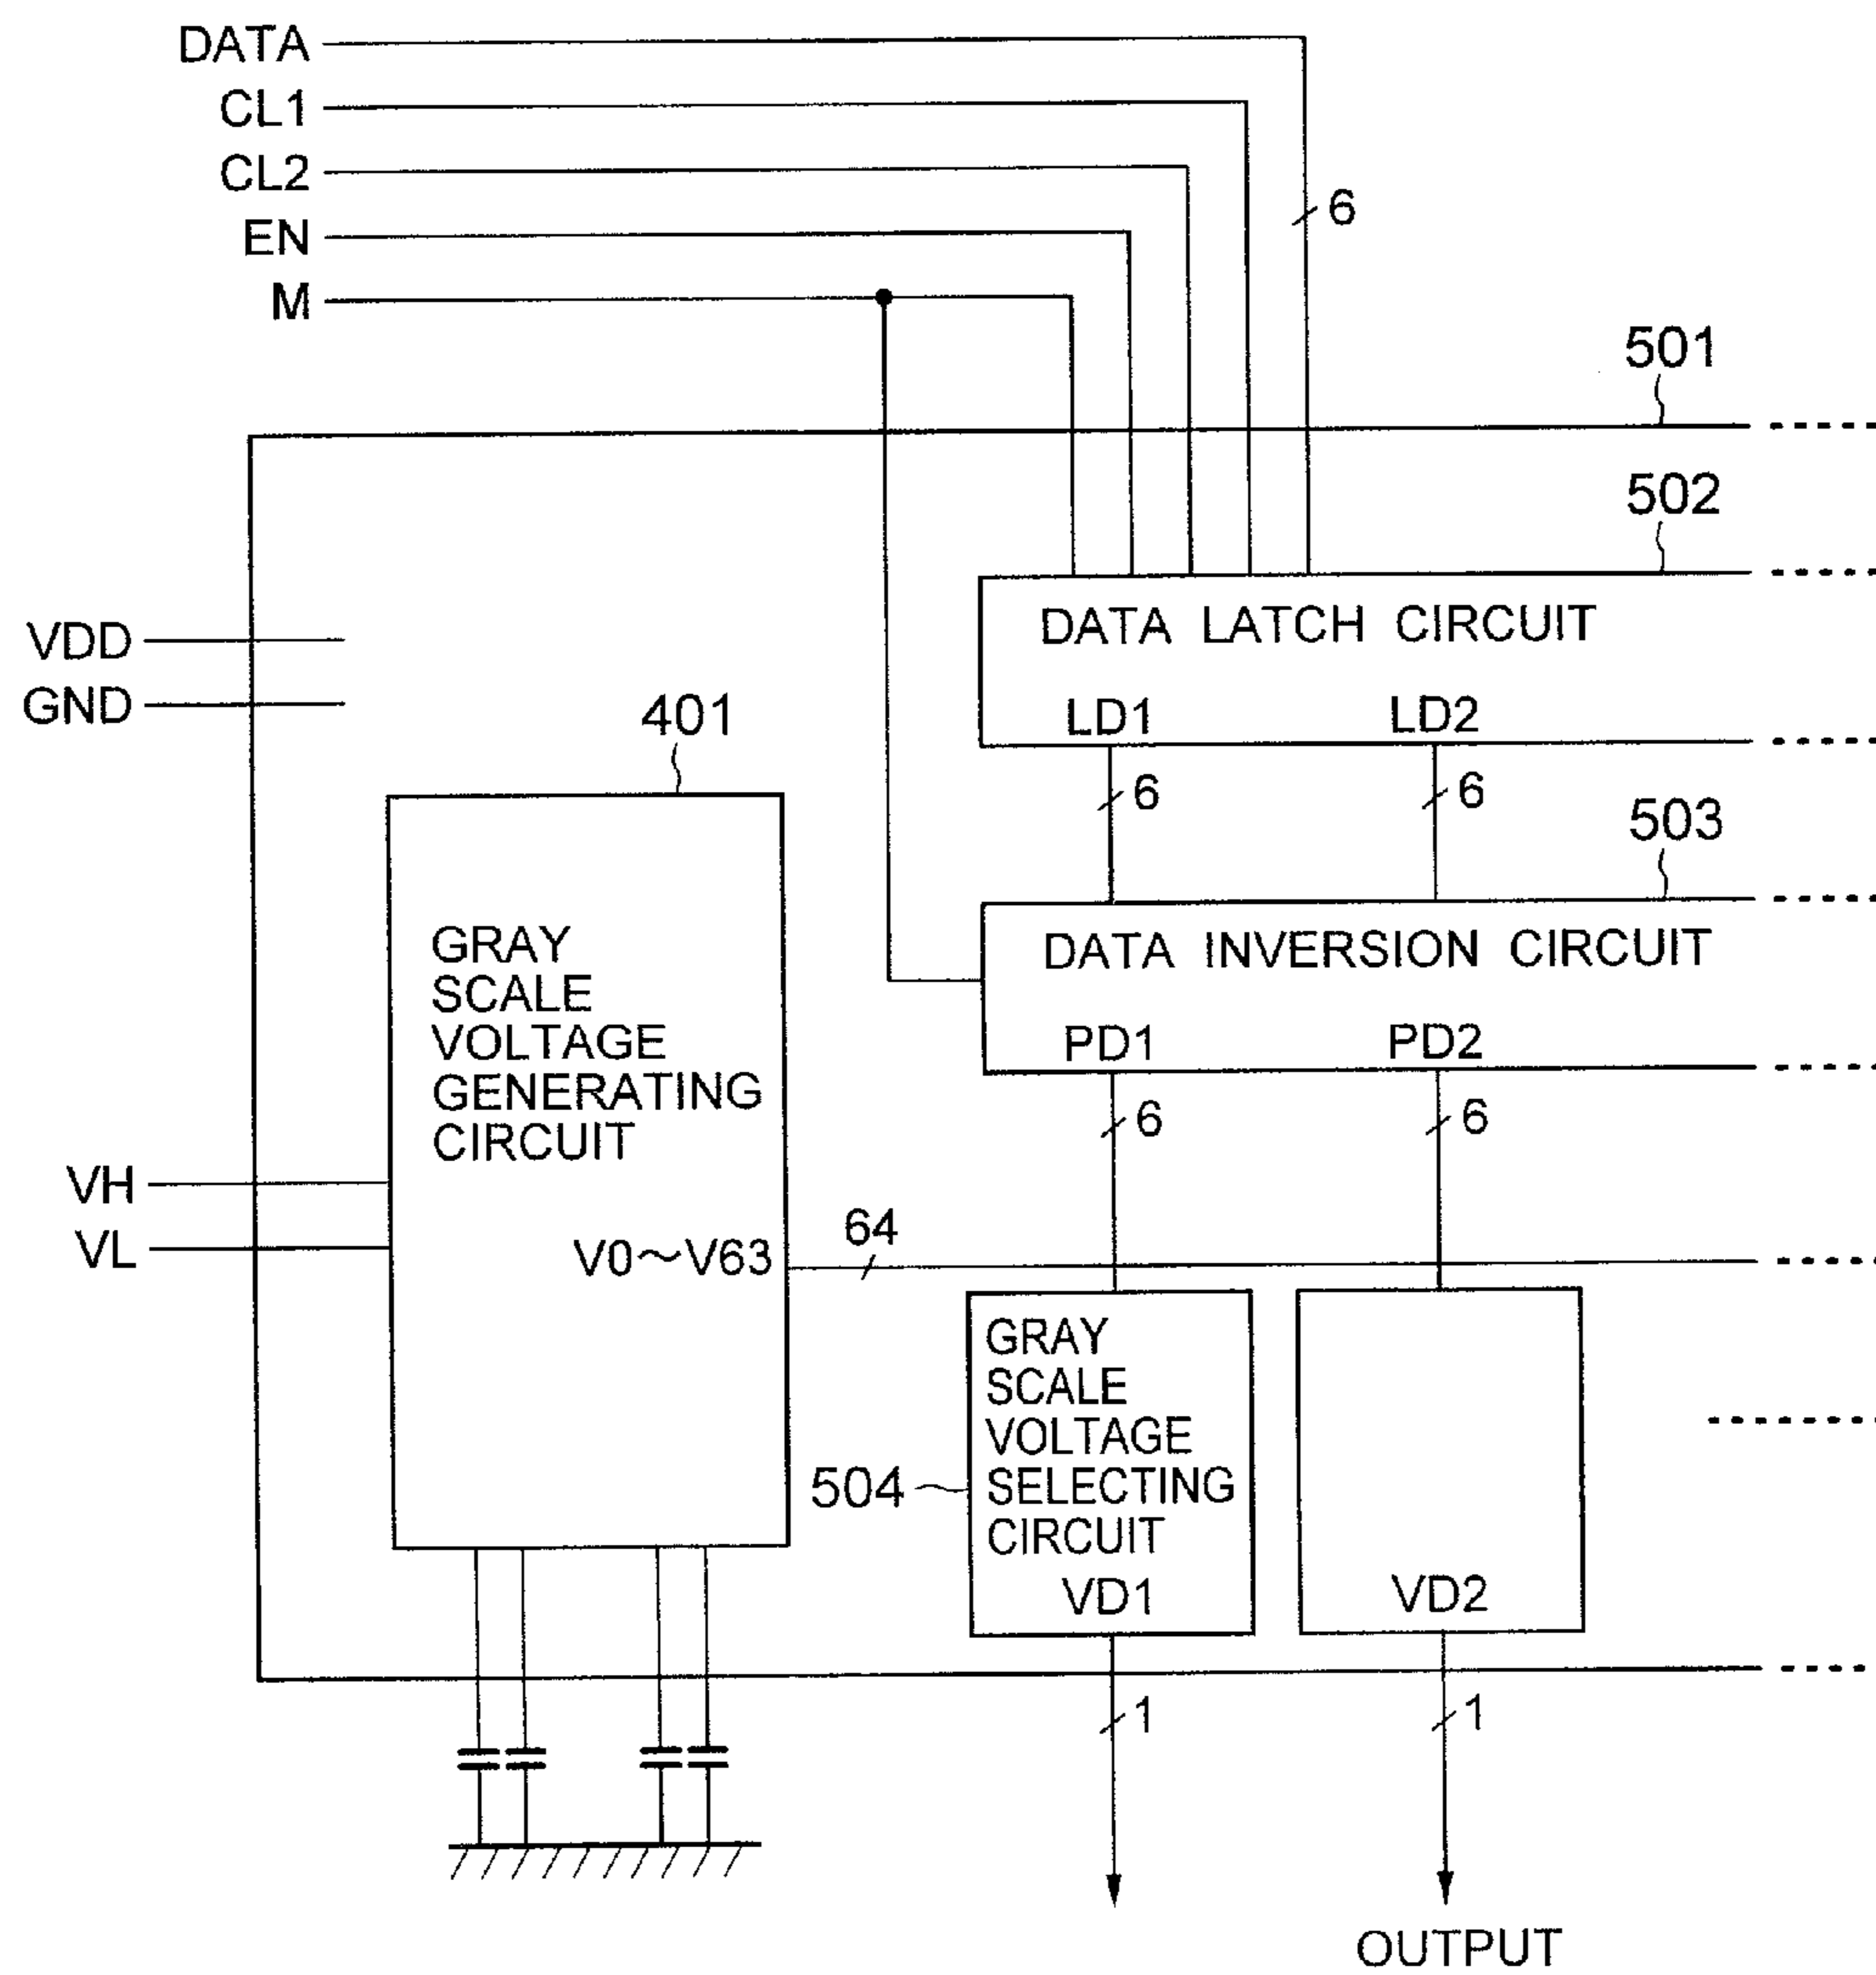 DATA
CL1
CL2
EN
M
6
501
502
VDD
GND
DATA LATCH CIRCUIT
LD1 LD2
401
6 6
503
GRAY
SCALE
VOLTAGE
GENERATING
CIRCUIT
DATA INVERSION CIRCUIT
PD1 PD2
6 6
VH
VL
V0~V63
64
GRAY
SCALE
VOLTAGE
SELECTING
CIRCUIT
504
VD1
VD2
1 1
OUTPUT